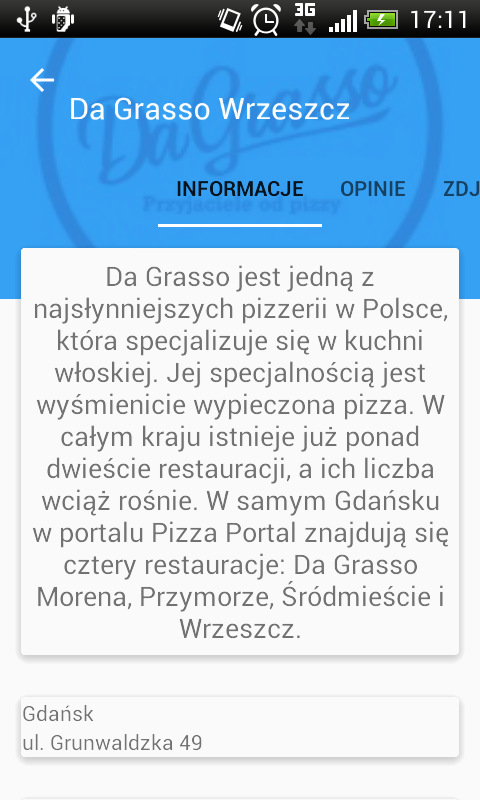 3G 17:11
Da Grasso
Da Grasso Wrzeszcz
INFORMACJE OPINIE ZDJ
Przyjaciele od pizzy
Da Grasso jest jedną z
najsłynniejszych pizzerii w Polsce,
która specjalizuje się w kuchni
włoskiej. Jej specjalnością jest
wyśmienicie wypieczona pizza. W
całym kraju istnieje już ponad
dwieście restauracji, a ich liczba
wciąż rośnie. W samym Gdańsku
w portalu Pizza Portal znajdują się
cztery restauracje: Da Grasso
Morena, Przymorze, Śródmieście i
Wrzeszcz.
Gdańsk
ul. Grunwaldzka 49